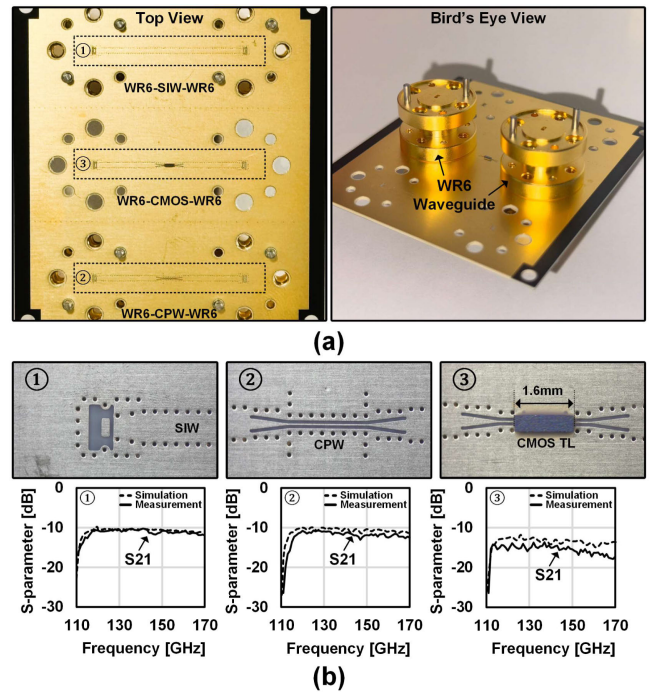 Top View
Bird's Eye View
①
WR6-SIW-WR6
③
WR6-CMOS-WR6
②
WR6-CPW-WR6
WR6
Waveguide
(a)
①
SIW
②
CPW
③
1.6mm
CMOS TL
S-parameter [dB]
0
-10
-20
-30
①
Simulation
Measurement
S21
110 130 150 170
Frequency [GHz]
S-parameter [dB]
0
-10
-20
-30
②
Simulation
Measurement
S21
110 130 150 170
Frequency [GHz]
S-parameter [dB]
0
-10
-20
-30
③
Simulation
Measurement
S21
110 130 150 170
Frequency [GHz]
(b)